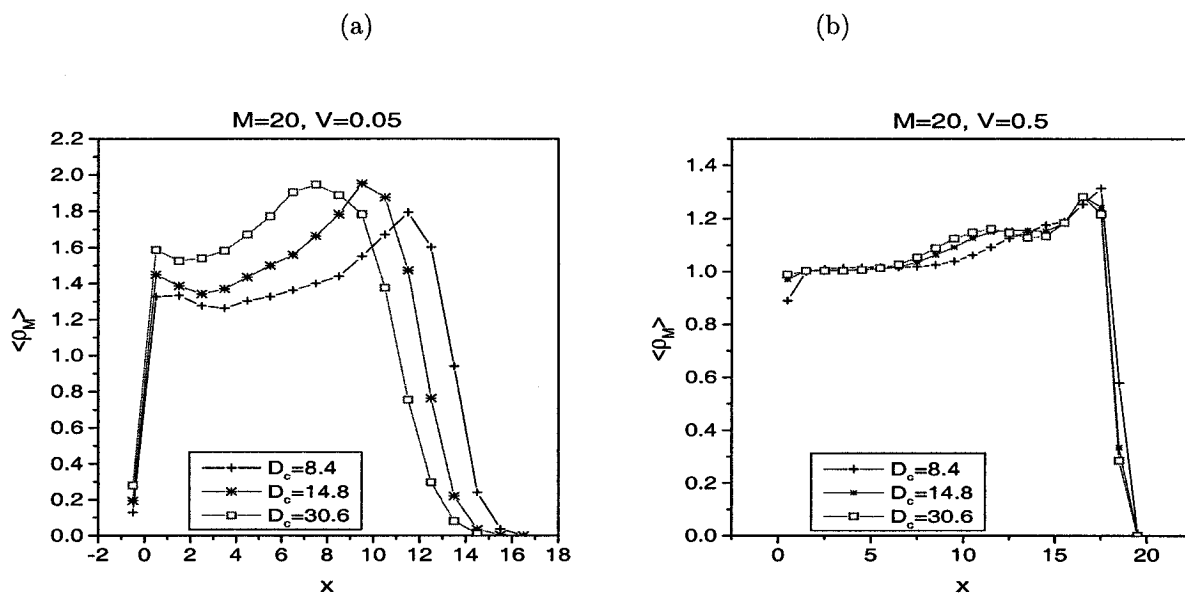 (a)
(b)
M=20, V=0.05
2.2
2.0
1.8
1.6
1.4
1.2
1.0
0.8
0.6
0.4
0.2
0.0
<ρ_M>
D_c=8.4
D_c=14.8
D_c=30.6
-2 0 2 4 6 8 10 12 14 16 18
x
M=20, V=0.5
1.4
1.2
1.0
0.8
0.6
0.4
0.2
0.0
<ρ_M>
D_c=8.4
D_c=14.8
D_c=30.6
0 5 10 15 20
x